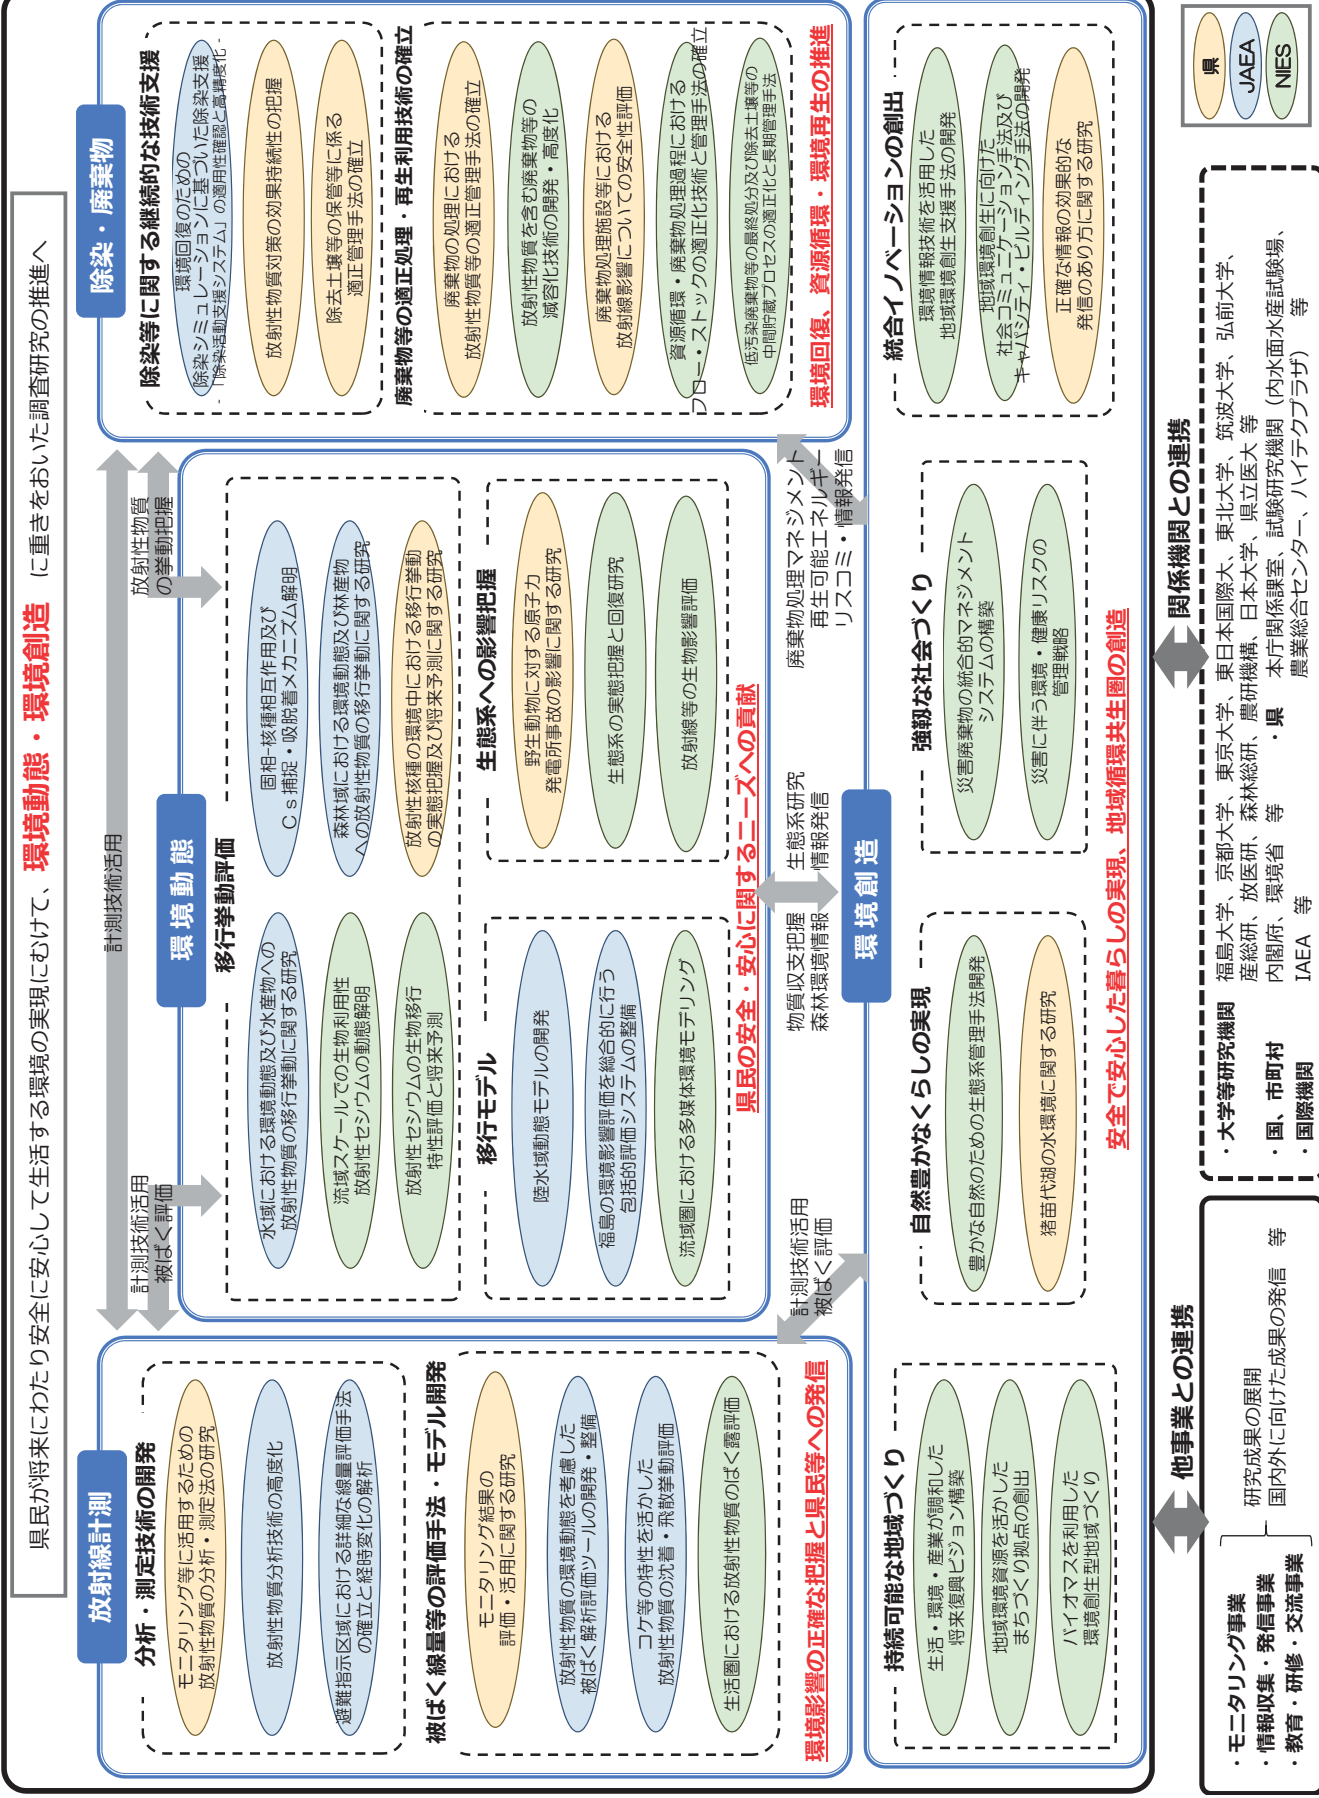 県民が将来にわたり安全に安心して生活する環境の実現にむけて、環境動態・環境創造 に重きをおいた調査研究の推進へ
放射線計測
分析・測定技術の開発
モニタリング等に活用するための
放射性物質の分析・測定法の研究
放射性物質分析技術の高度化
避難指示区域における詳細な線量評価手法
の確立と経時変化の解析
被ばく線量等の評価手法・モデル開発
モニタリング結果の
評価・活用に関する研究
放射性物質の環境動態を考慮した
被ばく解析評価ツールの開発・整備
コケ等の特性を活かした
放射性物質の沈着・飛散挙動評価
生活圏における放射性物質のばく露評価
環境影響の正確な把握と県民等への発信
計測技術活用
計測技術活用
被ばく評価
放射性物質
の挙動把握
環境動態
移行挙動評価
水域における環境動態及び水産物への
放射性物質の移行挙動に関する研究
流域スケールでの生物利用性
放射性セシウムの動態解明
放射性セシウムの生物移行
特性評価と将来予測
固相-核種相互作用及び
Cs捕捉・吸脱着メカニズム解明
森林域における環境動態及び林産物
への放射性物質の移行挙動に関する研究
放射性核種の環境中における移行挙動
の実態把握及び将来予測に関する研究
移行モデル
陸水域動態モデルの開発
福島の環境影響評価を総合的に行う
包括的評価システムの整備
流域圏における多媒体環境モデリング
生態系への影響把握
野生動物に対する原子力
発電所事故の影響に関する研究
生態系の実態把握と回復研究
放射線等の生物影響評価
県民の安全・安心に関するニーズへの貢献
除染・廃棄物
除染等に関する継続的な技術支援
環境回復のための
除染シミュレーションに基づいた除染支援
-「除染活動支援システム」の適用性確認と高精度化-
放射性物質対策の効果持続性の把握
除去土壌等の保管等に係る
適正管理手法の確立
廃棄物等の適正処理・再生利用技術の確立
廃棄物の処理における
放射性物質等の適正管理手法の確立
放射性物質を含む廃棄物等の
減容化技術の開発・高度化
廃棄物処理施設等における
放射線影響についての安全性評価
資源循環・廃棄物処理過程における
フロー・ストックの適正化技術と管理手法の確立
低汚染廃棄物等の最終処分及び除去土壌等の
中間貯蔵プロセスの適正化と長期管理手法
環境回復、資源循環・環境再生の推進
計測技術活用
被ばく評価
物質収支把握 生態系研究
森林環境情報 情報発信
廃棄物処理マネジメント
再生可能エネルギー
リスコミ・情報発信
環境創造
持続可能な地域づくり
生活・環境・産業が調和した
将来復興ビジョン構築
地域環境資源を活かした
まちづくり拠点の創出
バイオマスを利用した
環境創生型地域づくり
自然豊かなくらしの実現
豊かな自然のための生態系管理手法開発
猪苗代湖の水環境に関する研究
強靱な社会づくり
災害廃棄物の統合的マネジメント
システムの構築
災害に伴う環境・健康リスクの
管理戦略
統合イノベーションの創出
環境情報技術を活用した
地域環境創生支援手法の開発
地域環境創生に向けた
社会コミュニケーション手法及び
キャパシティ・ビルディング手法の開発
正確な情報の効果的な
発信のあり方に関する研究
安全で安心した暮らしの実現、地域循環共生圏の創造
他事業との連携
・モニタリング事業
・情報収集・発信事業
・教育・研修・交流事業
研究成果の展開
国内外に向けた成果の発信 等
関係機関との連携
・大学等研究機関 福島大学、京都大学、東京大学、東日本国際大、東北大学、筑波大学、弘前大学、
産総研、放医研、森林総研、農研機構、日本大学、県立医大 等
・国、市町村 内閣府、環境省 等 ・県 本庁関係課室、試験研究機関（内水面水産試験場、
農業総合センター、ハイテクプラザ） 等
・国際機関 IAEA 等
県
JAEA
NIES